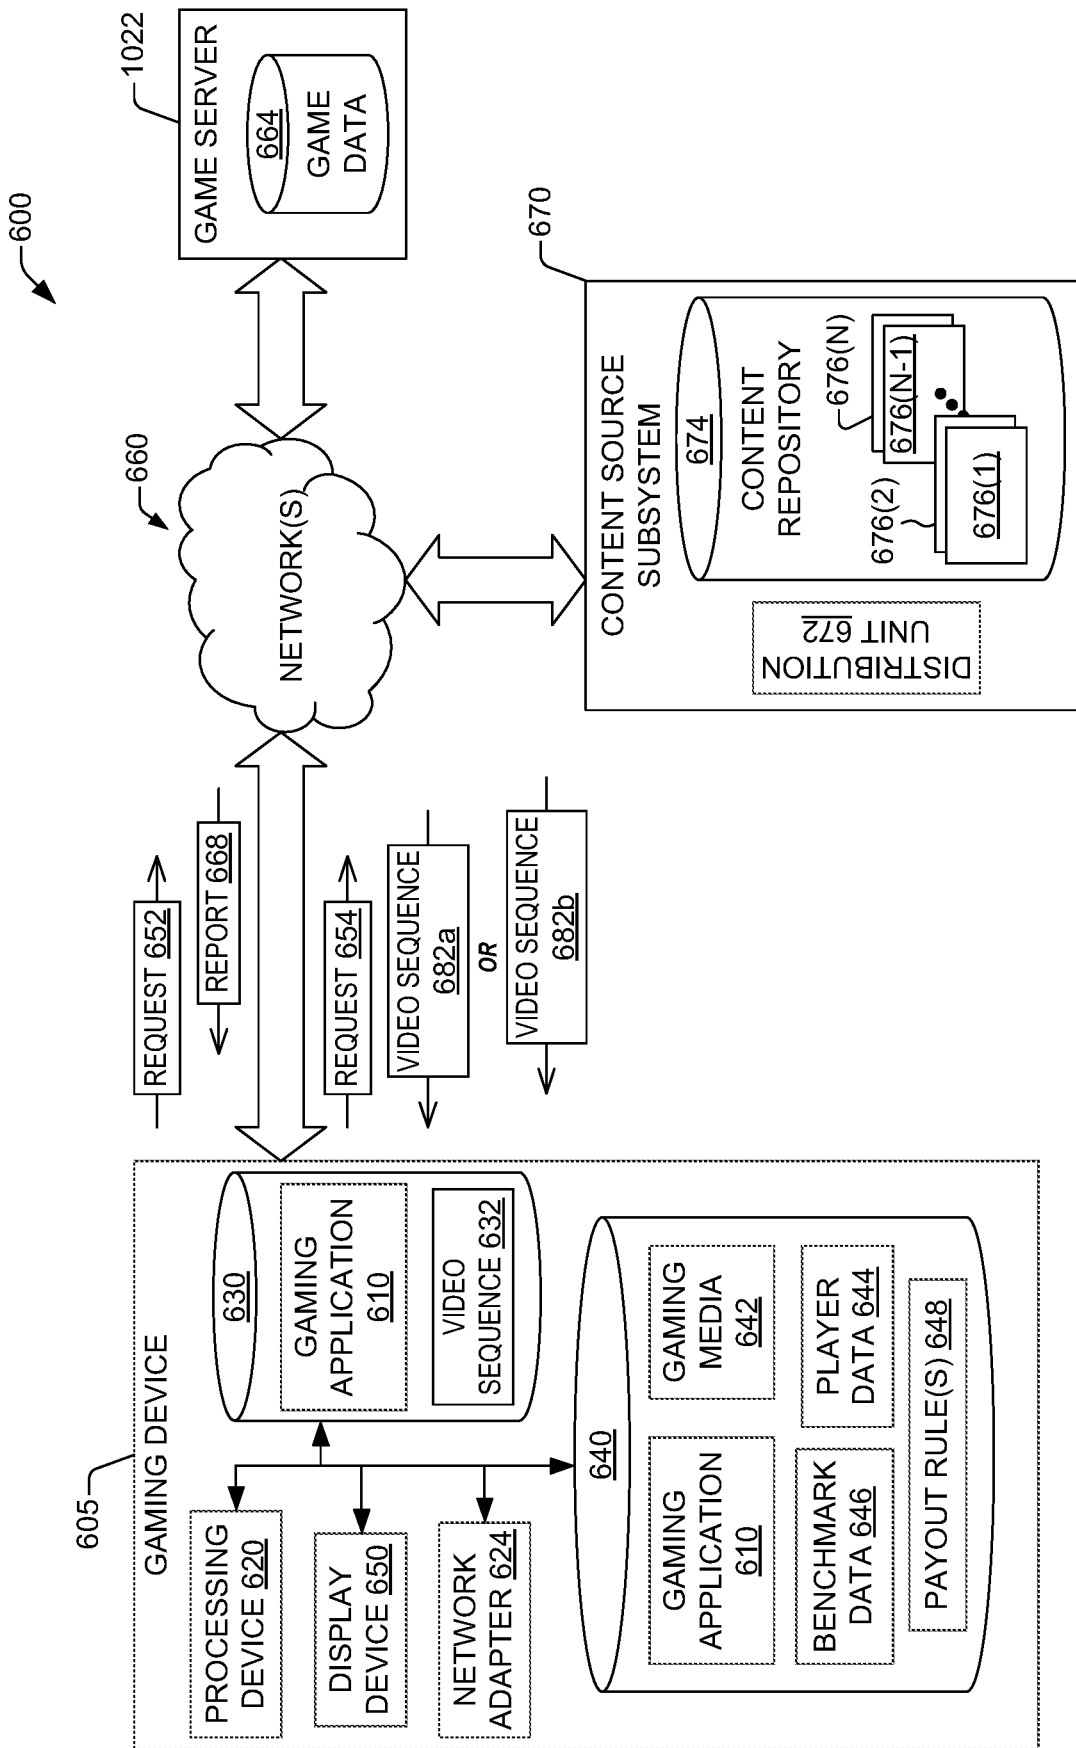 600
605
GAMING DEVICE
PROCESSING
DEVICE 620
DISPLAY
DEVICE 650
NETWORK
ADAPTER 624
630
GAMING
APPLICATION
610
VIDEO
SEQUENCE 632
640
GAMING
APPLICATION
610
GAMING
MEDIA
642
BENCHMARK
DATA 646
PLAYER
DATA 644
PAYOUT RULE(S) 648
REQUEST 652
REPORT 668
REQUEST 654
VIDEO SEQUENCE
682a
OR
VIDEO SEQUENCE
682b
660
NETWORK(S)
1022
GAME SERVER
664
GAME
DATA
670
CONTENT SOURCE
SUBSYSTEM
DISTRIBUTION
UNIT 672
674
CONTENT
REPOSITORY
676(2)
676(1)
676(N)
676(N-1)